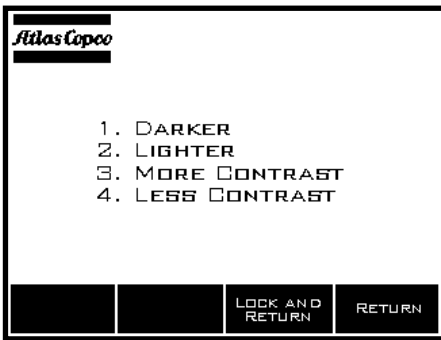 Atlas Copco
1. DARKER
2. LIGHTER
3. MORE CONTRAST
4. LESS CONTRAST
LOCK AND
RETURN
RETURN